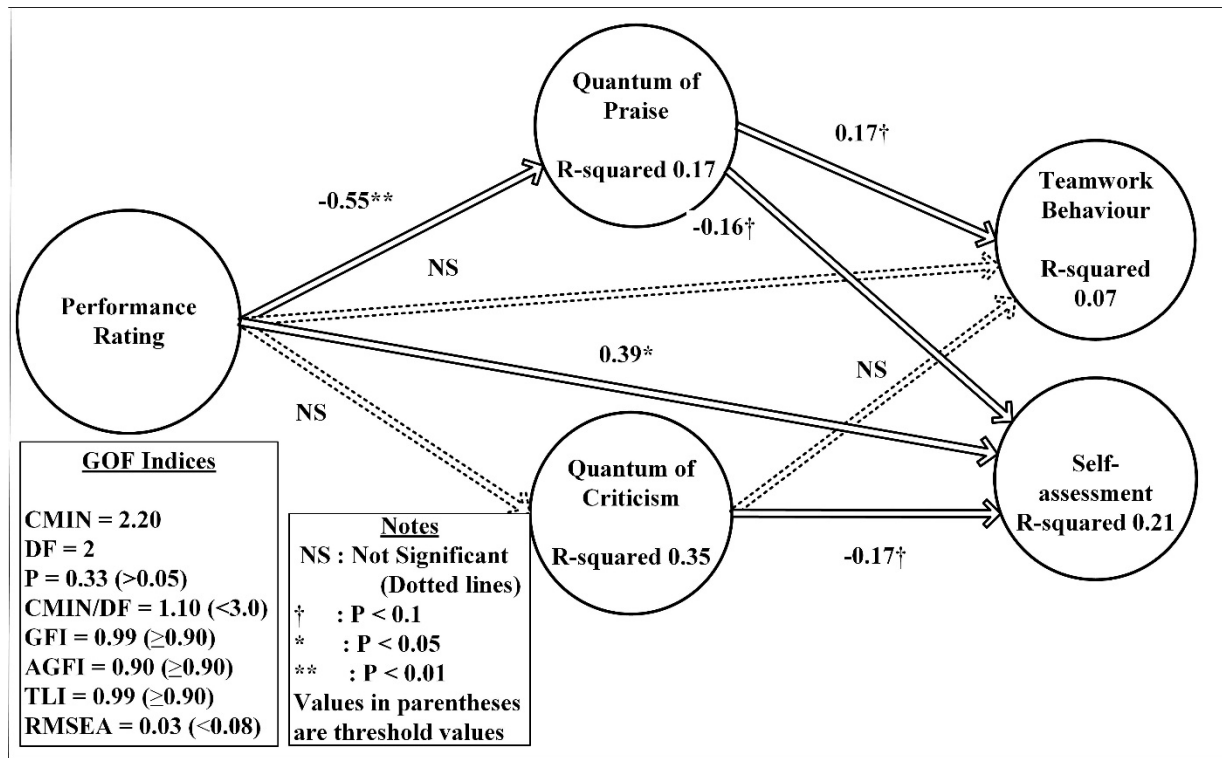 Quantum of
Praise
R-squared 0.17
0.17†
Teamwork
Behaviour
R-squared
0.07
-0.55**
-0.16†
NS
Performance
Rating
0.39*
NS
NS
Quantum of
Criticism
R-squared 0.35
Self-
assessment
R-squared 0.21
-0.17†
GOF Indices
CMIN = 2.20
DF = 2
P = 0.33 (>0.05)
CMIN/DF = 1.10 (<3.0)
GFI = 0.99 (≥0.90)
AGFI = 0.90 (≥0.90)
TLI = 0.99 (≥0.90)
RMSEA = 0.03 (<0.08)
Notes
NS : Not Significant
(Dotted lines)
† : P < 0.1
* : P < 0.05
** : P < 0.01
Values in parentheses
are threshold values